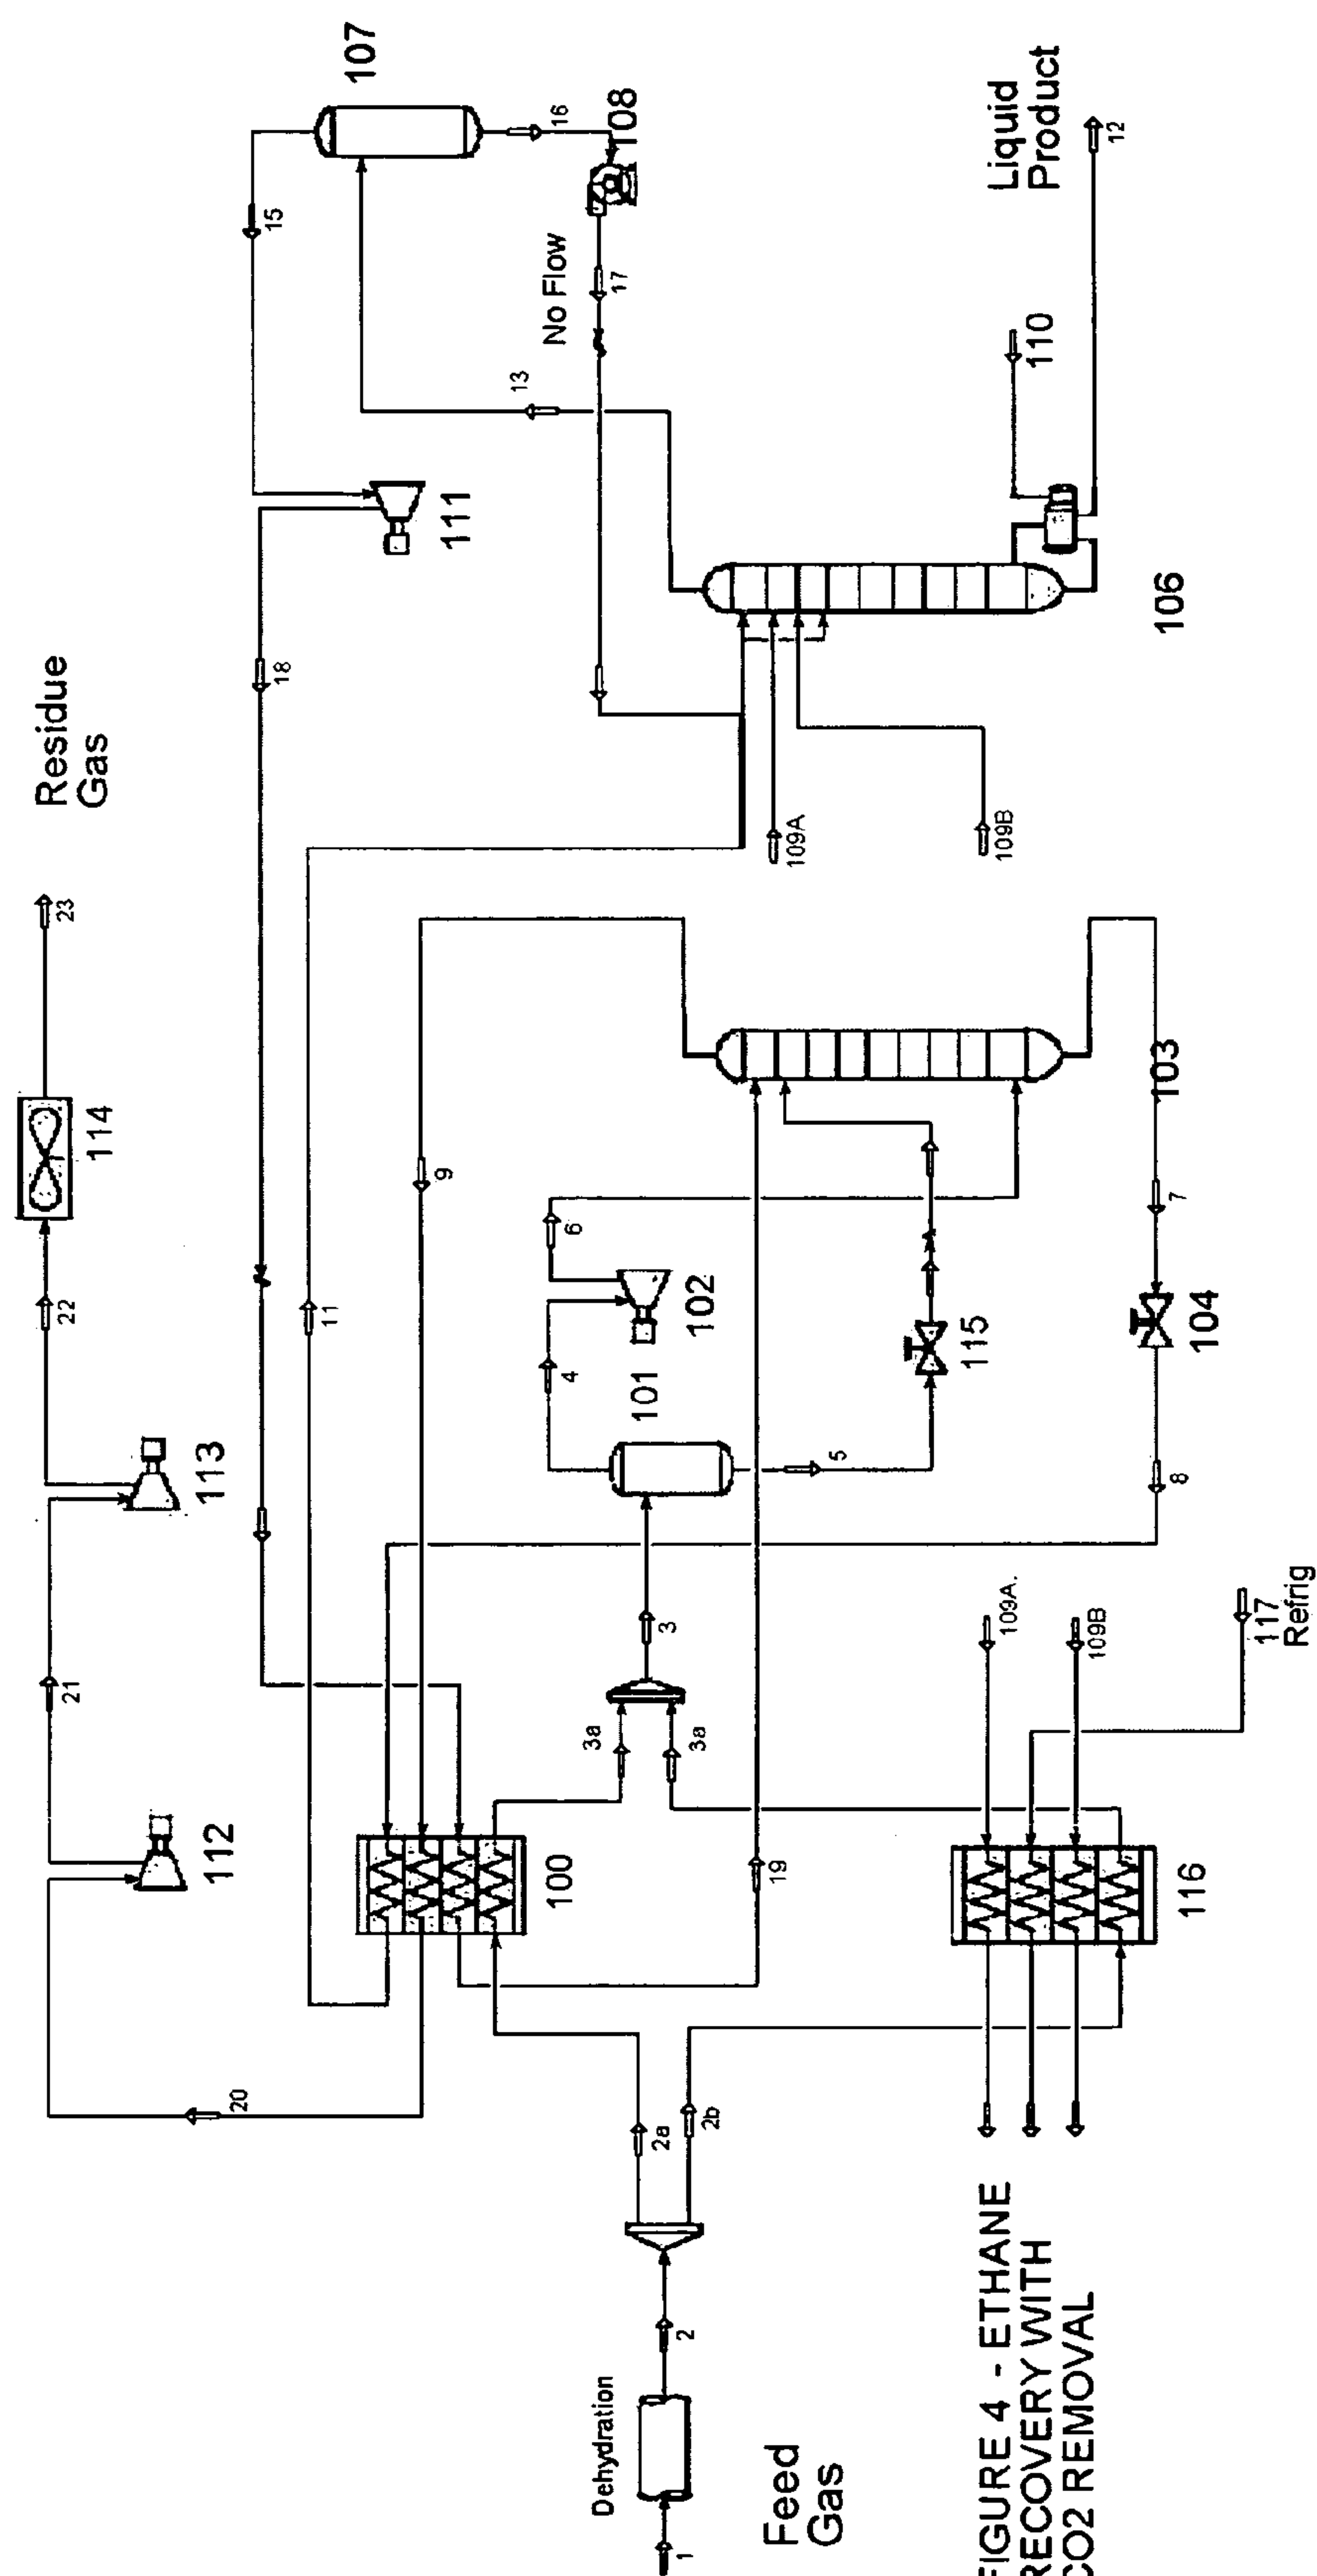 Residue
Gas
21
22
23
114
112
113
107
20
15
18
11
9
111
13
16
108
No Flow
17
100
3a
3a
6
4
5
101
102
Dehydration
1
2
2a
2b
3
19
109A
Feed
Gas
115
109B
Liquid
Product
110
12
106
103
7
104
8
109A.
109B
116
117
Refrig
FIGURE 4 - ETHANE
RECOVERY WITH
CO2 REMOVAL